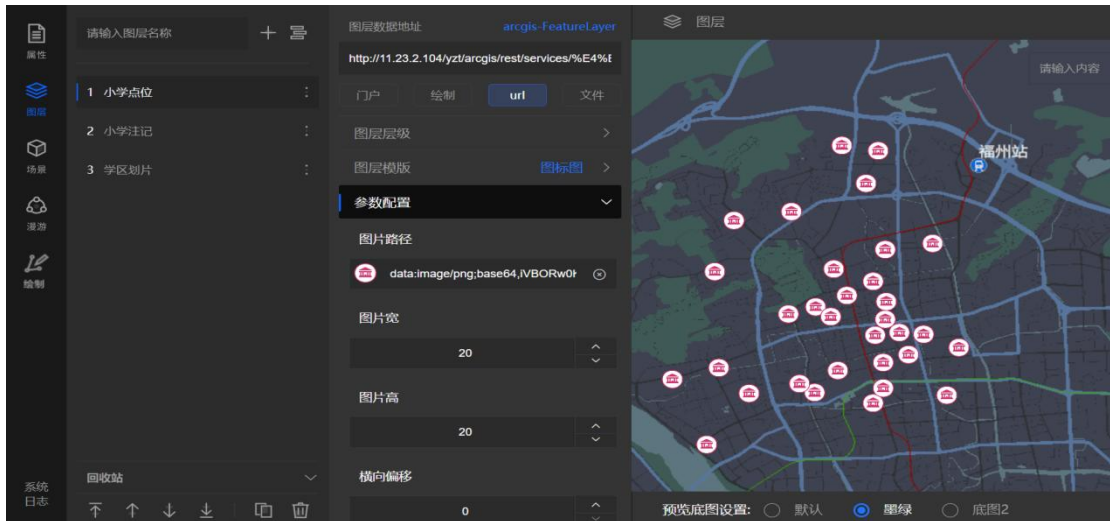 属性
图层
场景
漫游
绘制
系统
日志
请输入图层名称
1 小学点位
2 小学注记
3 学区划片
回收站
图层数据地址 arcgis-FeatureLayer
http://11.23.2.104/yzt/arcgis/rest/services/%E4%E
门户 绘制 url 文件
图层层级
图层模版 图标图
参数配置
图片路径
data:image/png;base64,iVBORw0K
图片宽
20
图片高
20
横向偏移
0
图层
请输入内容
福州站
预览底图设置: 默认 墨绿 底图2